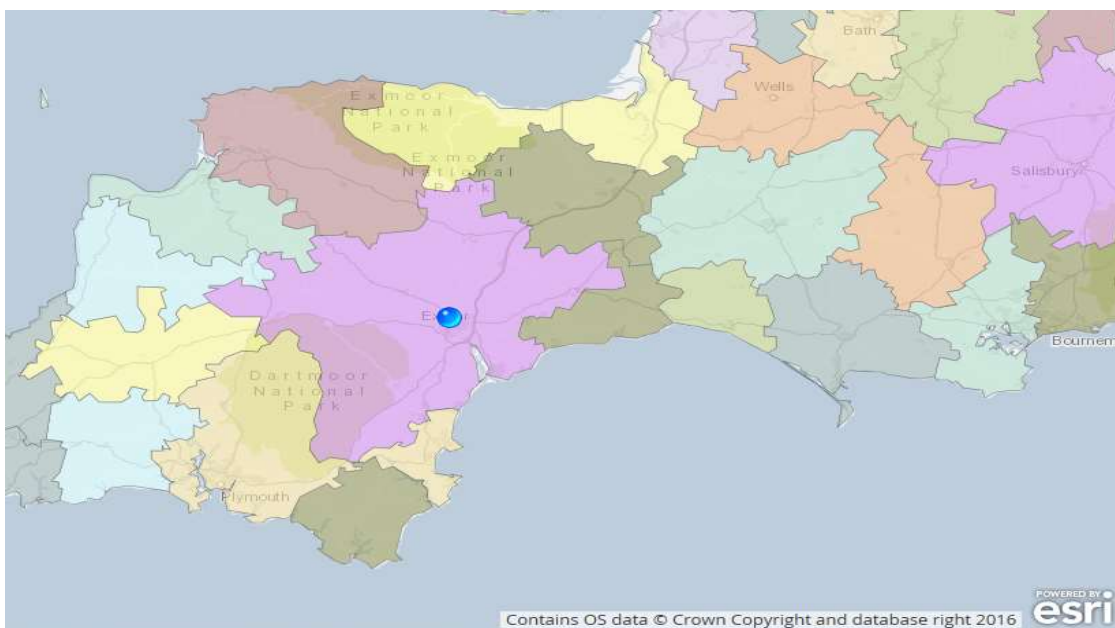 Bath
Exmoor
National
Park
Wells
Exmoor
National
Park
Salisbury
Dartmoor
National
Park
Bournem
Plymouth
POWERED BY
esri
Contains OS data © Crown Copyright and database right 2016